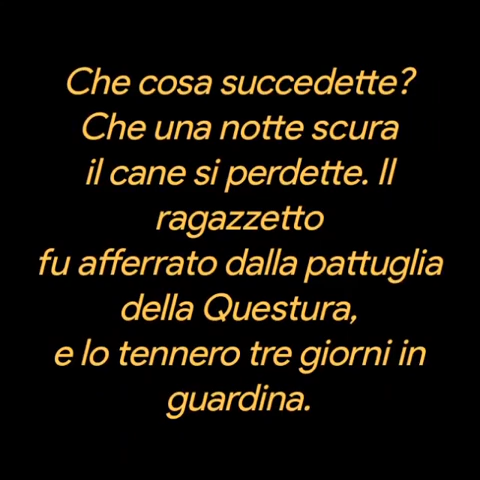 Che cosa succedette?
Che una notte scura
il cane si perdette. Il
ragazzetto
fu afferrato dalla pattuglia
della Questura,
e lo tennero tre giorni in
guardina.